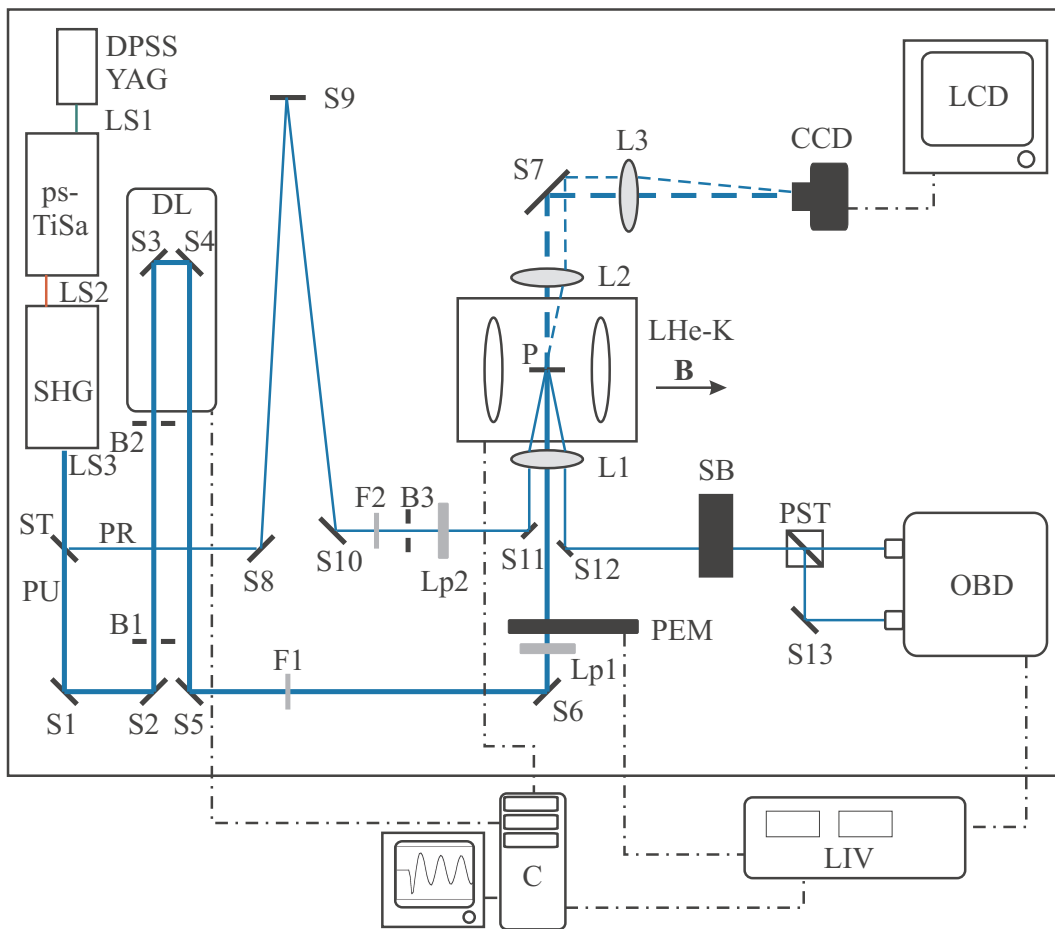 DPSS
YAG
LS1
ps-
TiSa
LS2
SHG
LS3
ST
PR
PU
S1
S2
S5
B1
B2
DL
S3
S4
S8
S9
S10
F1
F2
B3
Lp2
S11
S12
L1
P
LHe-K
B
L2
S7
L3
CCD
LCD
SB
PST
S13
OBD
PEM
Lp1
S6
C
LIV